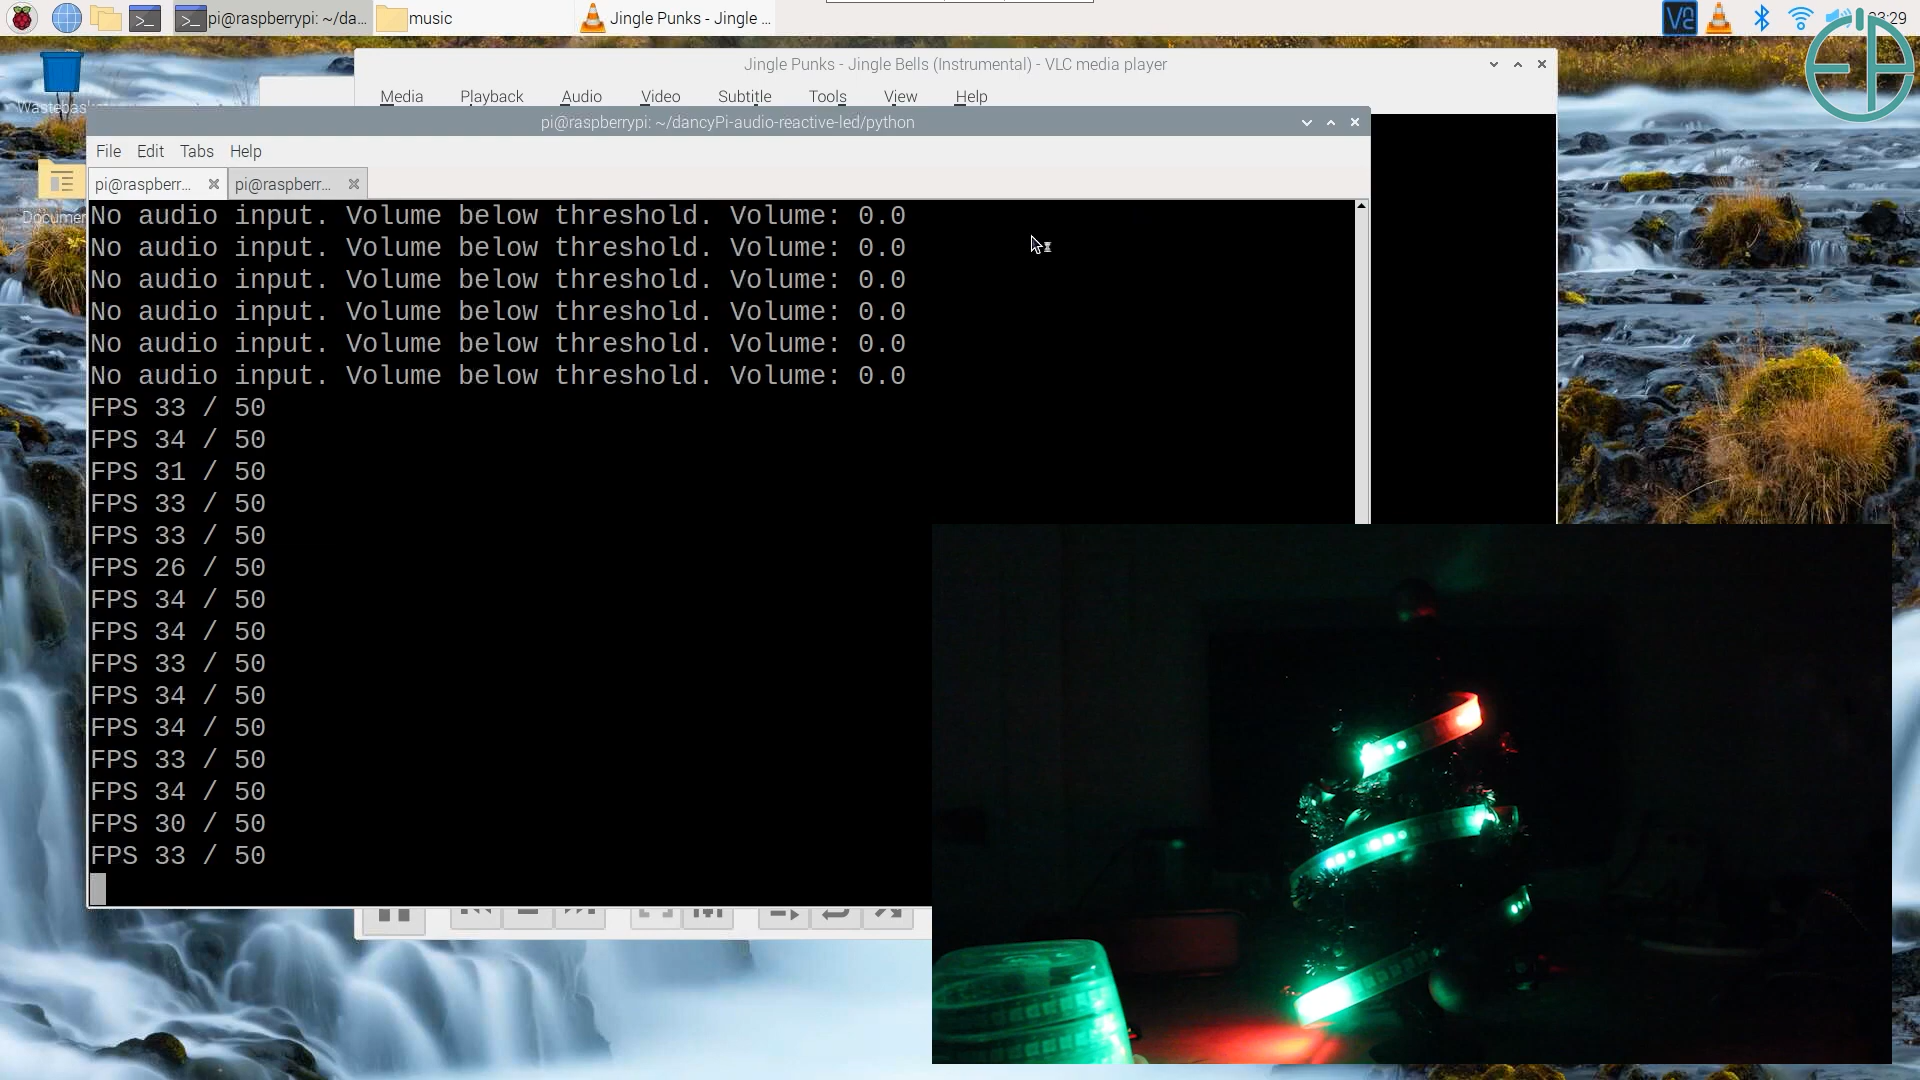 pi@raspberrypi: ~/da...
music
Jingle Punks - Jingle ...
Jingle Punks - Jingle Bells (Instrumental) - VLC media player
Media Playback Audio Video Subtitle Tools View Help
pi@raspberrypi: ~/dancyPi-audio-reactive-led/python
File Edit Tabs Help
pi@raspberr... pi@raspberr...
No audio input. Volume below threshold. Volume: 0.0
No audio input. Volume below threshold. Volume: 0.0
No audio input. Volume below threshold. Volume: 0.0
No audio input. Volume below threshold. Volume: 0.0
No audio input. Volume below threshold. Volume: 0.0
No audio input. Volume below threshold. Volume: 0.0
FPS 33 / 50
FPS 34 / 50
FPS 31 / 50
FPS 33 / 50
FPS 33 / 50
FPS 26 / 50
FPS 34 / 50
FPS 34 / 50
FPS 33 / 50
FPS 34 / 50
FPS 34 / 50
FPS 33 / 50
FPS 34 / 50
FPS 30 / 50
FPS 33 / 50